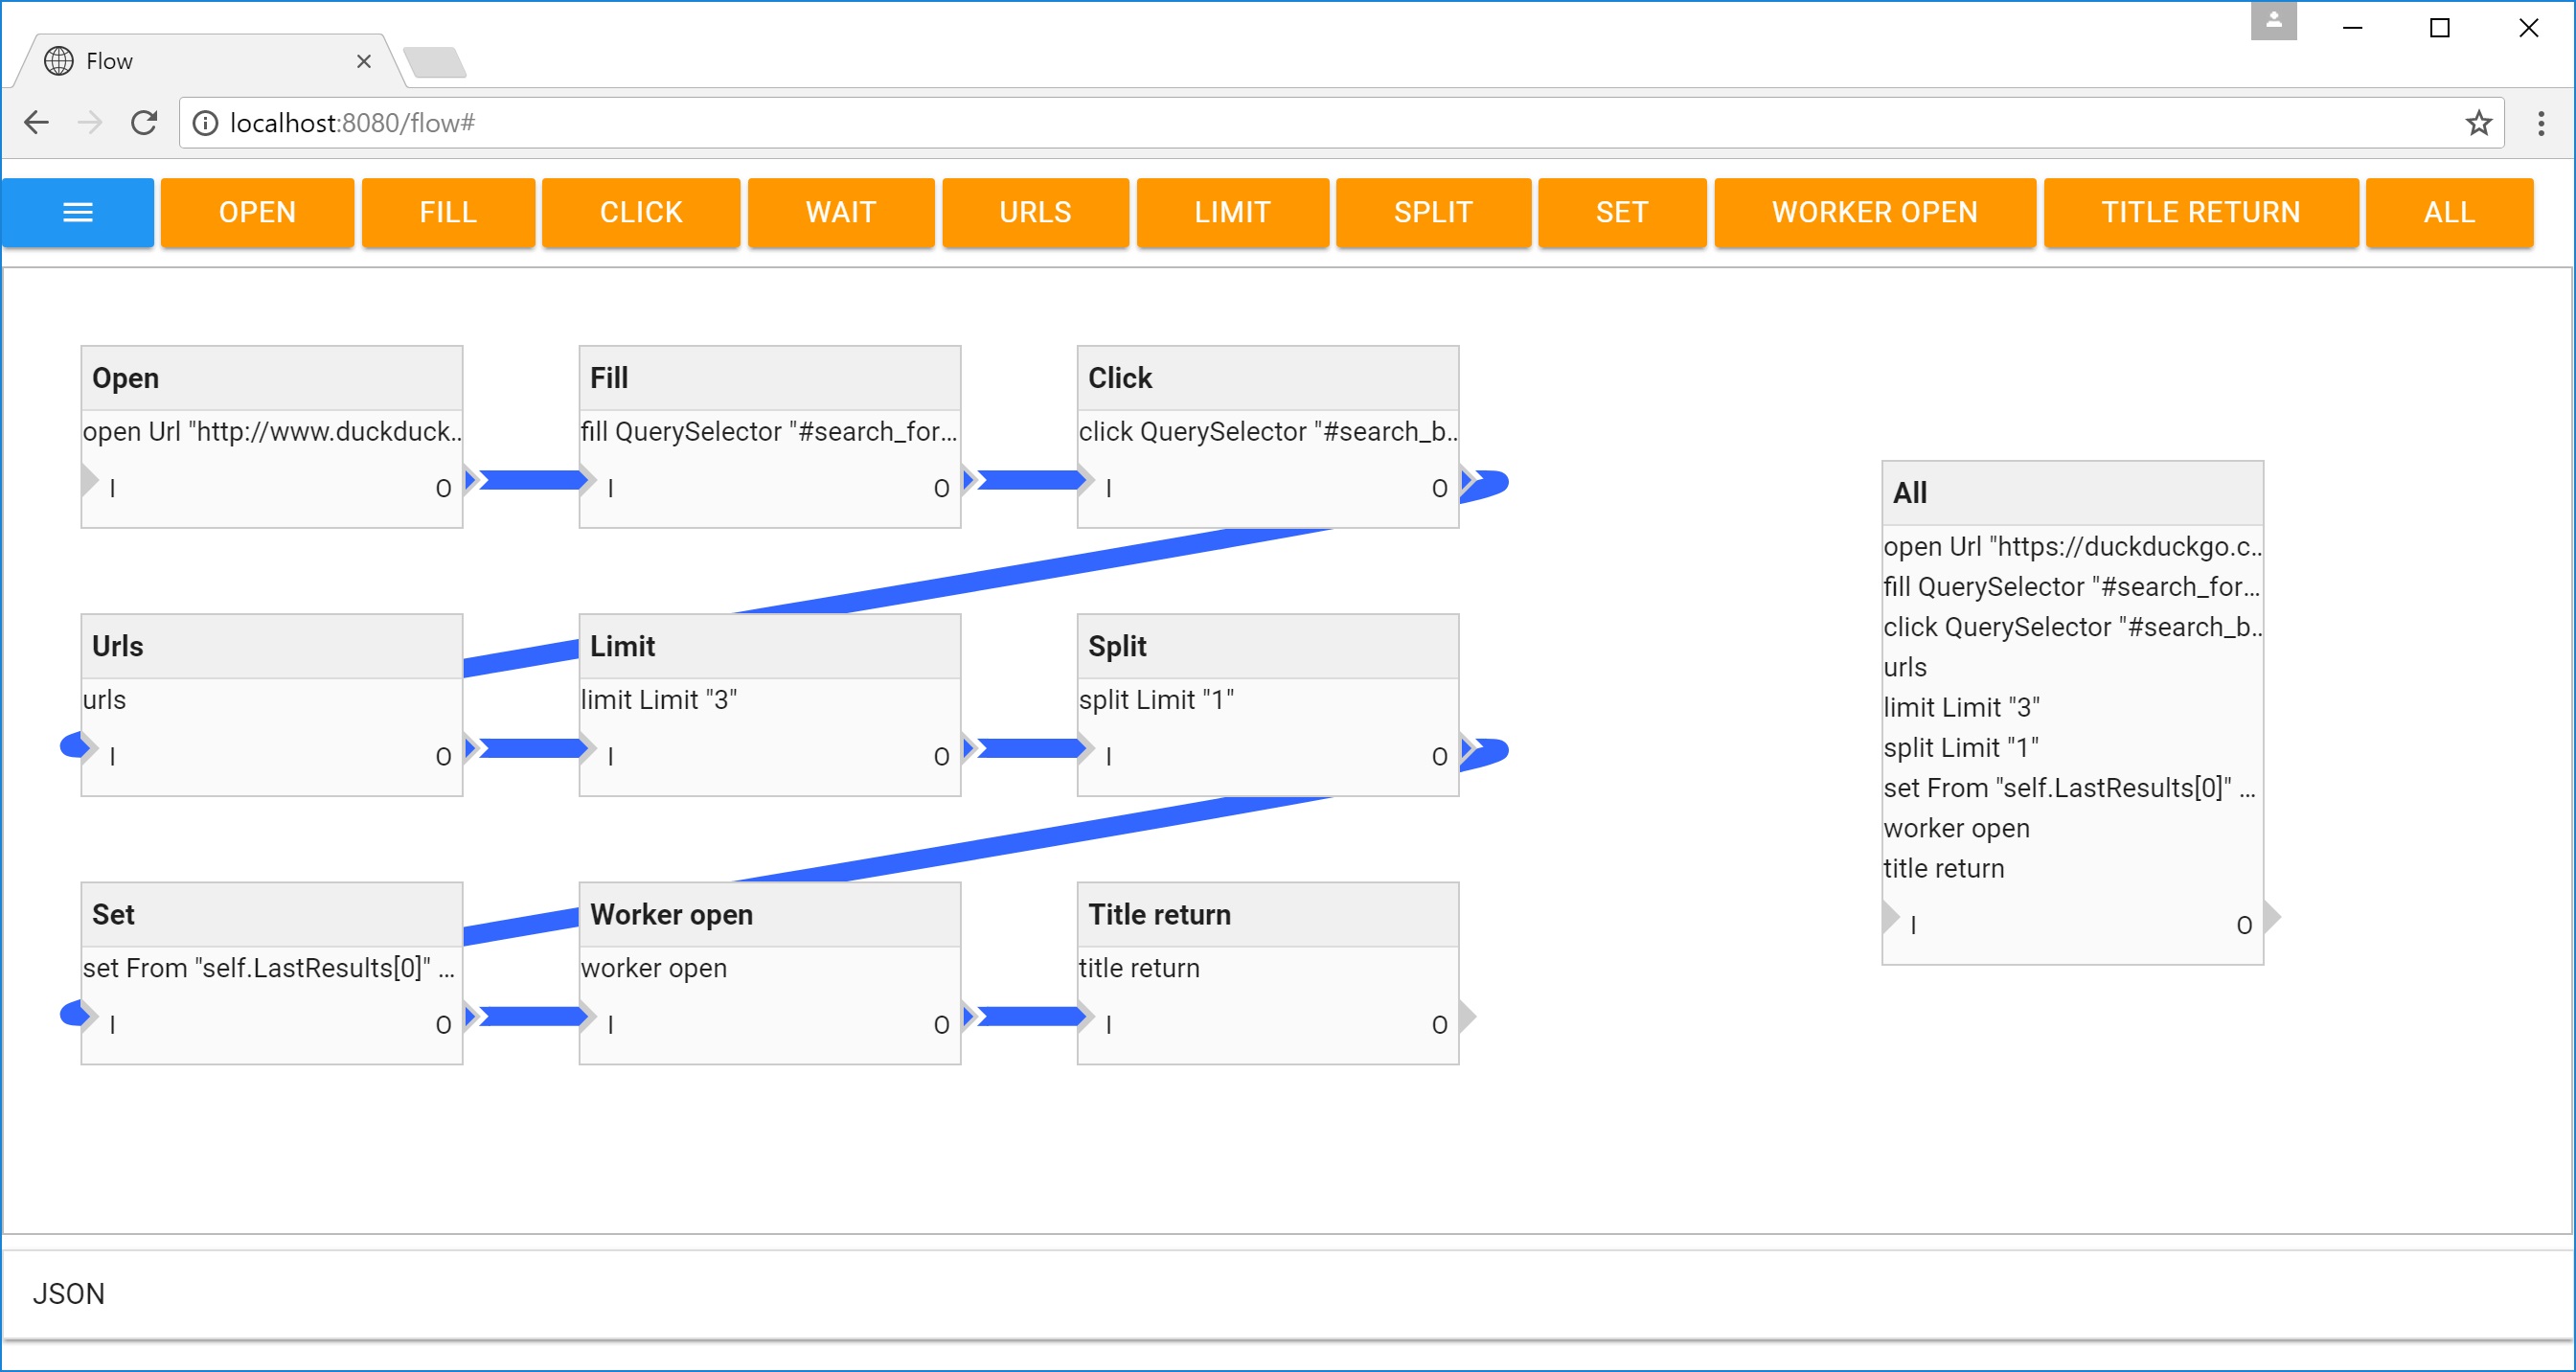 Flow
localhost:8080/flow#
OPEN FILL CLICK WAIT URLS LIMIT SPLIT SET WORKER OPEN TITLE RETURN ALL
Open
open Url "http://www.duckduck..
I O
Fill
fill QuerySelector "#search_for...
I O
Click
click QuerySelector "#search_b..
I O
Urls
urls
I O
Limit
limit Limit "3"
I O
Split
split Limit "1"
I O
Set
set From "self.LastResults[0]" ...
I O
Worker open
worker open
I O
Title return
title return
I O
All
open Url "https://duckduckgo.c..
fill QuerySelector "#search_for...
click QuerySelector "#search_b..
urls
limit Limit "3"
split Limit "1"
set From "self.LastResults[0]" ...
worker open
title return
I O
JSON